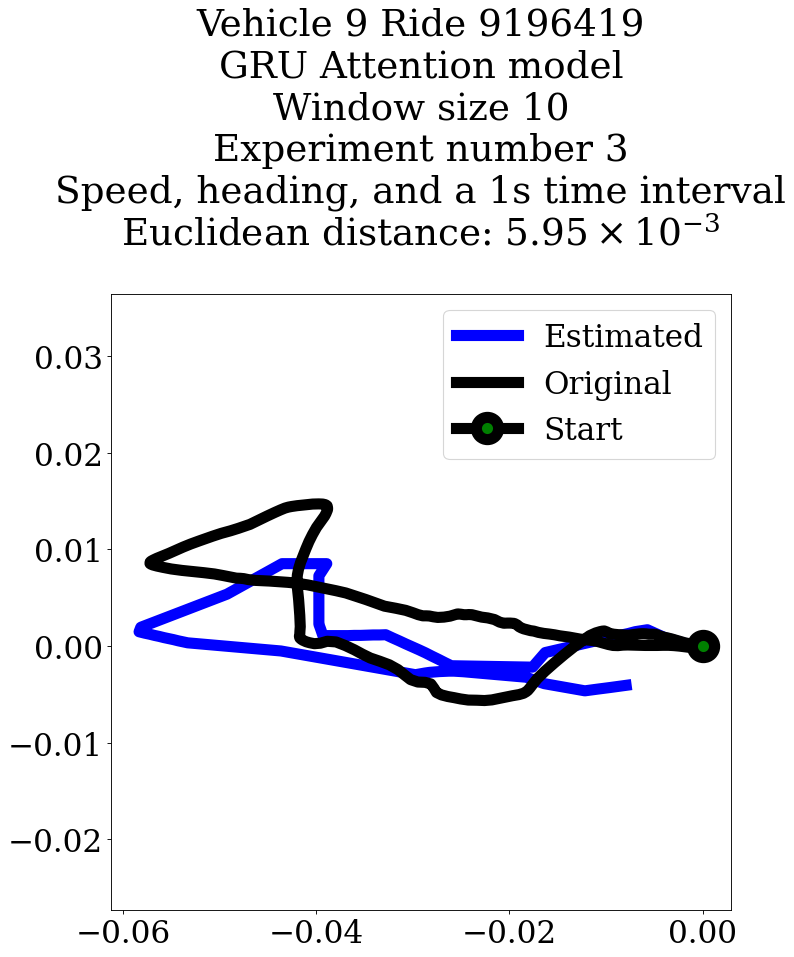 Vehicle 9 Ride 9196419
GRU Attention model
Window size 10
Experiment number 3
Speed, heading, and a 1s time interval
Euclidean distance: 5.95 × 10⁻³
Estimated
Original
Start
0.03
0.02
0.01
0.00
−0.01
−0.02
−0.06 −0.04 −0.02 0.00